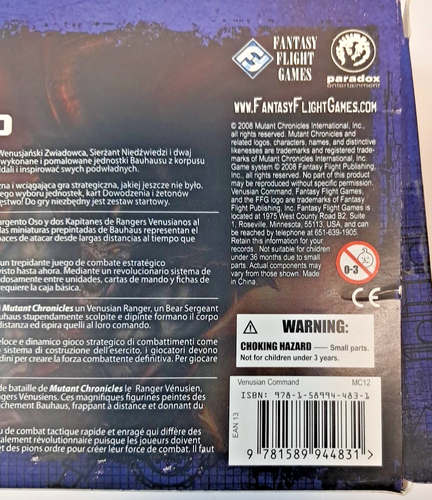 FANTASY
FLIGHT
GAMES
paradox
entertainment
WWW.FANTASYFLIGHTGAMES.COM
© 2008 Mutant Chronicles International, Inc.,
all rights reserved. Mutant Chronicles and
related logos, characters, names, and distinctive
likenesses are trademarks and registered trade-
marks of Mutant Chronicles International, Inc.
Game system © 2008 Fantasy Flight Publishing,
Inc., all rights reserved. No part of this product
may be reproduced without specific permission.
Venusian Command, Fantasy Flight Games,
and the FFG logo are trademarks of Fantasy
Flight Publishing, Inc. Fantasy Flight Games is
located at 1975 West County Road B2, Suite
1, Roseville, Minnesota, 55113, USA, and can
be reached by telephone at 651-639-1905.
Retain this information for your
records. Not suitable for children
under 36 months due to small
parts. Actual components may
vary from those shown. Made
in China.
0-3
CE
O
Venusjański Zwiadowca, Sierżant Niedźwiedzi i dwaj
wykonane i pomalowane jednostki Bauhausu z korpusu
ddali i inspirować swych podwładnych.
zna i wciągająca gra strategiczna, jakiej jeszcze nie było.
ego wyboru jednostek, kart Dowodzenia i żetonów
ęstwo! Do gry niezbędny jest zestaw startowy.
argento Oso y dos Kapitanes de Rangers Venusianos al
das miniaturas prepintadas de Bauhaus representan el
paces de atacar desde largas distancias al tiempo que
un trepidante juego de combate estratégico
visto hasta ahora. Mediante un revolucionario sistema de
dosamente entre unidades, cartas de mando y fichas de
requiere la caja básica.
i Mutant Chronicles un Venusian Ranger, un Bear Sergeant
auhaus stupendamente scolpite e dipinte formano il corpo
distanza ed ispira quelli al loro comando.
veloce e dinamico gioco strategico di combattimenti come
sistema di costruzione dell'esercito, i giocatori devono
dini per creare la forza combattente definitiva. Per giocare
de bataille de Mutant Chronicles le Ranger Vénusien,
gers Vénusiens. Ces magnifiques figurines peintes des
chement Bauhaus, frappant à distance et donnant du
u de combat tactique rapide et enragé qui diffère des
alement révolutionnaire puisque les joueurs doivent
et des pions ordre pour créer leur force de combat. Il faut
WARNING:
CHOKING HAZARD — Small parts.
Not for children under 3 years.
Venusian Command MC12
ISBN: 978-1-58994-483-1
EAN 13
9 781589 944831 >